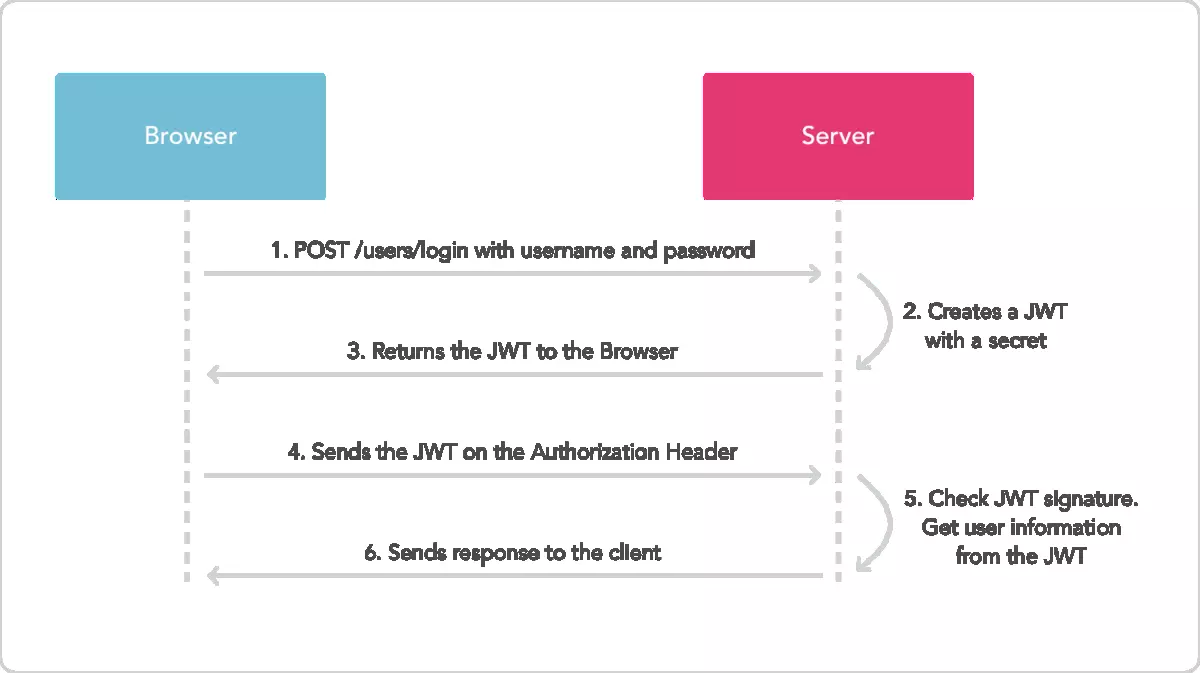 Browser
Server
1. POST /users/login with username and password
2. Creates a JWT
with a secret
3. Returns the JWT to the Browser
4. Sends the JWT on the Authorization Header
5. Check JWT signature.
Get user information
from the JWT
6. Sends response to the client